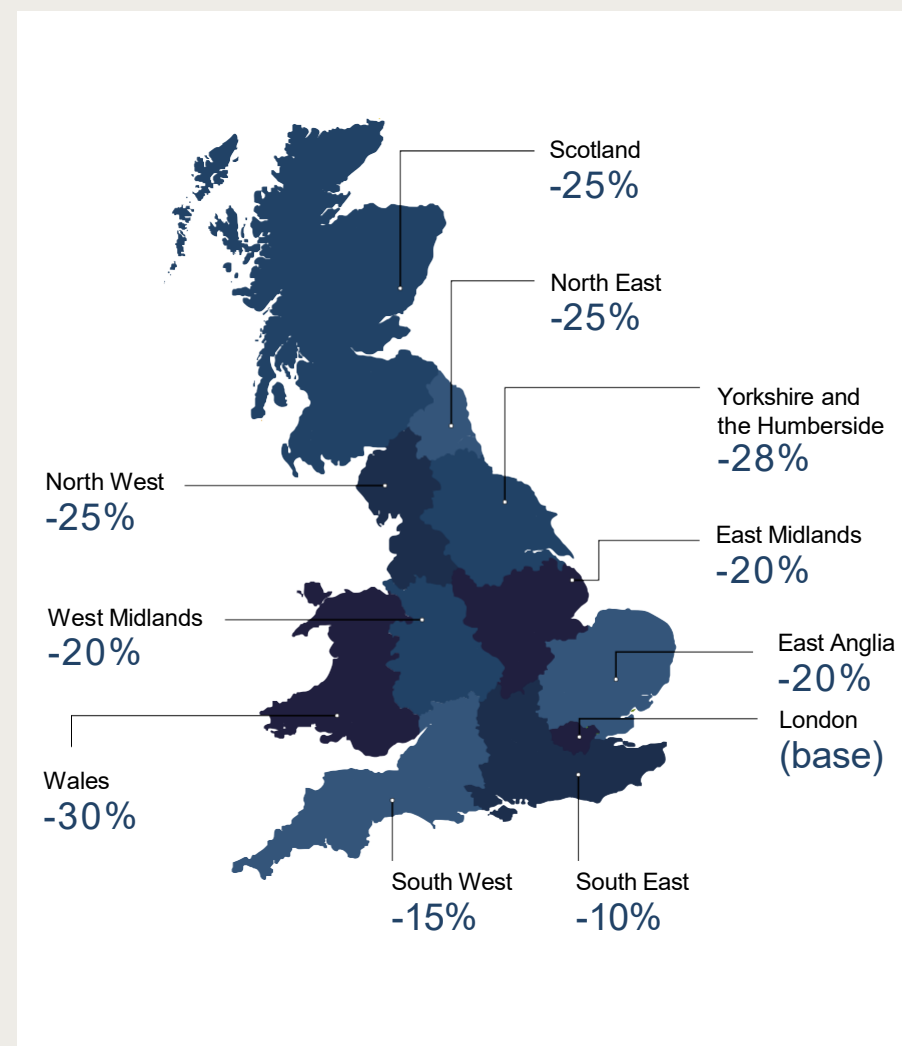 Scotland
-25%
North East
-25%
Yorkshire and
the Humberside
-28%
North West
-25%
East Midlands
-20%
West Midlands
-20%
East Anglia
-20%
London
(base)
Wales
-30%
South West
-15%
South East
-10%